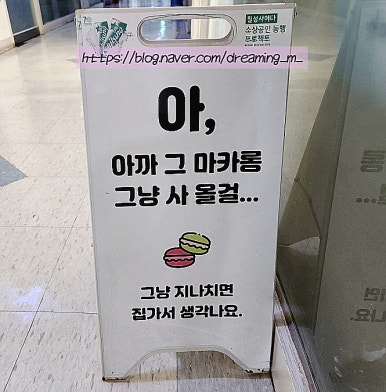 칠성사이다
소상공인 동행
프로젝트
https://blog.naver.com/dreaming_m_
아,
아까 그 마카롱
그냥 사 올걸...
그냥 지나치면
집가서 생각나요.